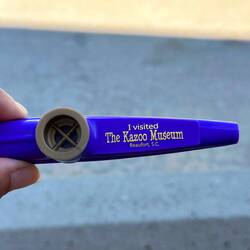 I visited
The Kazoo Museum
Beaufort, S.C.